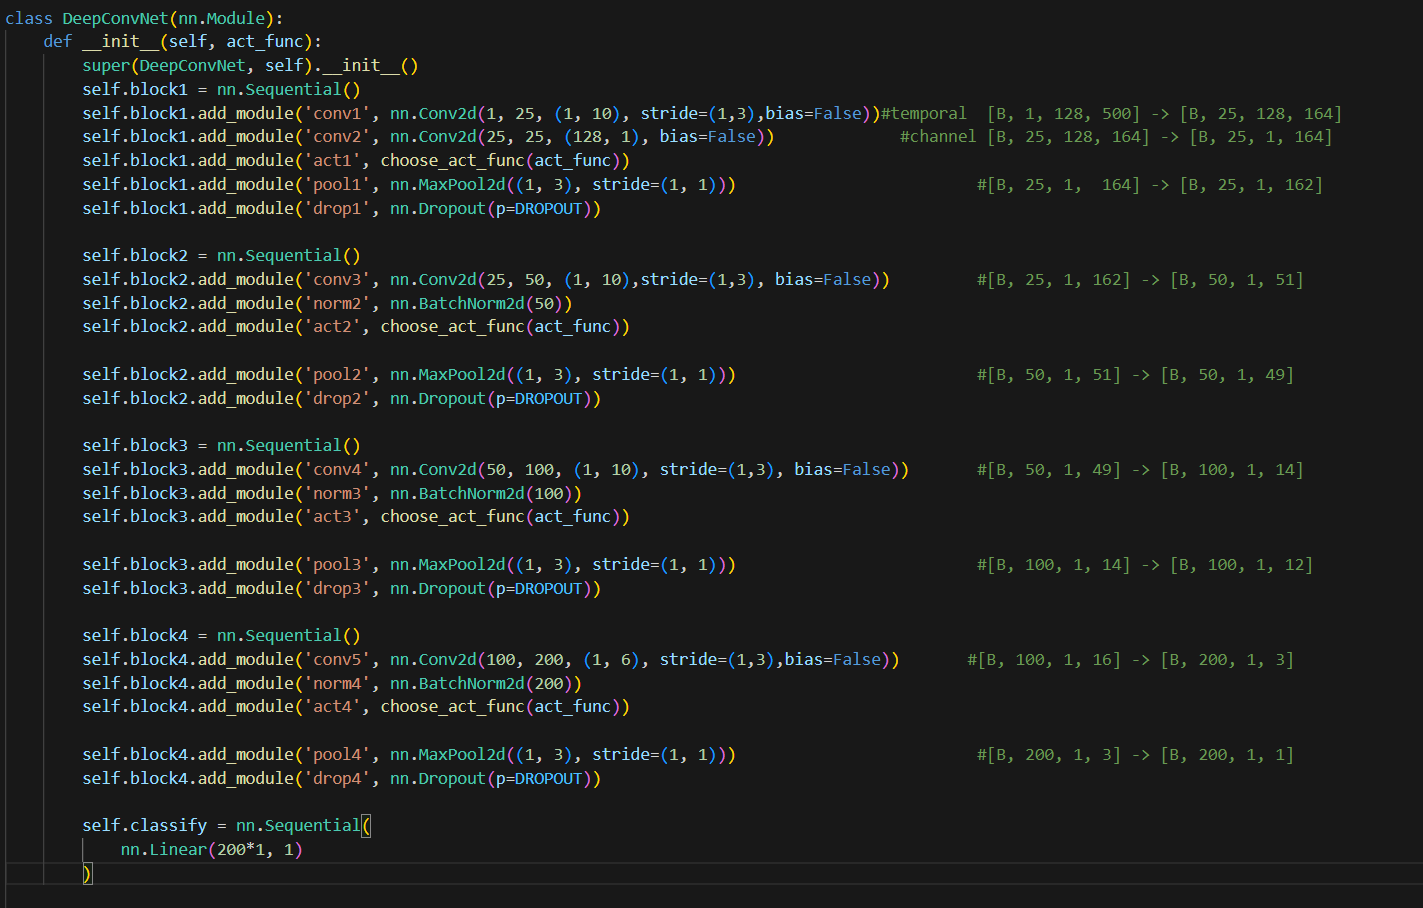 class DeepConvNet(nn.Module):
    def __init__(self, act_func):
        super(DeepConvNet, self).__init__()
        self.block1 = nn.Sequential()
        self.block1.add_module('conv1', nn.Conv2d(1, 25, (1, 10), stride=(1,3),bias=False))#temporal  [B, 1, 128, 500] -> [B, 25, 128, 164]
        self.block1.add_module('conv2', nn.Conv2d(25, 25, (128, 1), bias=False))             #channel [B, 25, 128, 164] -> [B, 25, 1, 164]
        self.block1.add_module('act1', choose_act_func(act_func))
        self.block1.add_module('pool1', nn.MaxPool2d((1, 3), stride=(1, 1)))                         #[B, 25, 1,  164] -> [B, 25, 1, 162]
        self.block1.add_module('drop1', nn.Dropout(p=DROPOUT))

        self.block2 = nn.Sequential()
        self.block2.add_module('conv3', nn.Conv2d(25, 50, (1, 10),stride=(1,3), bias=False))         #[B, 25, 1, 162] -> [B, 50, 1, 51]
        self.block2.add_module('norm2', nn.BatchNorm2d(50))
        self.block2.add_module('act2', choose_act_func(act_func))

        self.block2.add_module('pool2', nn.MaxPool2d((1, 3), stride=(1, 1)))                         #[B, 50, 1, 51] -> [B, 50, 1, 49]
        self.block2.add_module('drop2', nn.Dropout(p=DROPOUT))

        self.block3 = nn.Sequential()
        self.block3.add_module('conv4', nn.Conv2d(50, 100, (1, 10), stride=(1,3), bias=False))       #[B, 50, 1, 49] -> [B, 100, 1, 14]
        self.block3.add_module('norm3', nn.BatchNorm2d(100))
        self.block3.add_module('act3', choose_act_func(act_func))

        self.block3.add_module('pool3', nn.MaxPool2d((1, 3), stride=(1, 1)))                         #[B, 100, 1, 14] -> [B, 100, 1, 12]
        self.block3.add_module('drop3', nn.Dropout(p=DROPOUT))

        self.block4 = nn.Sequential()
        self.block4.add_module('conv5', nn.Conv2d(100, 200, (1, 6), stride=(1,3),bias=False))       #[B, 100, 1, 16] -> [B, 200, 1, 3]
        self.block4.add_module('norm4', nn.BatchNorm2d(200))
        self.block4.add_module('act4', choose_act_func(act_func))

        self.block4.add_module('pool4', nn.MaxPool2d((1, 3), stride=(1, 1)))                         #[B, 200, 1, 3] -> [B, 200, 1, 1]
        self.block4.add_module('drop4', nn.Dropout(p=DROPOUT))

        self.classify = nn.Sequential(
            nn.Linear(200*1, 1)
        )